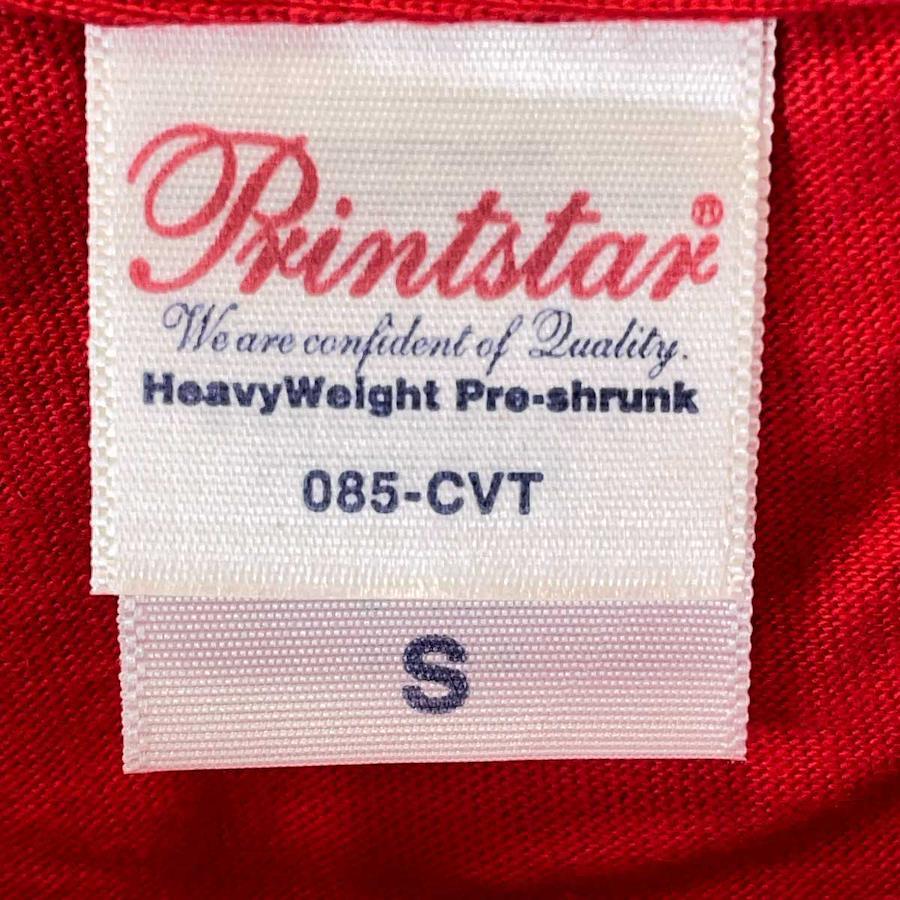 Printstar®
We are confident of Quality.
HeavyWeight Pre-shrunk
085-CVT
S